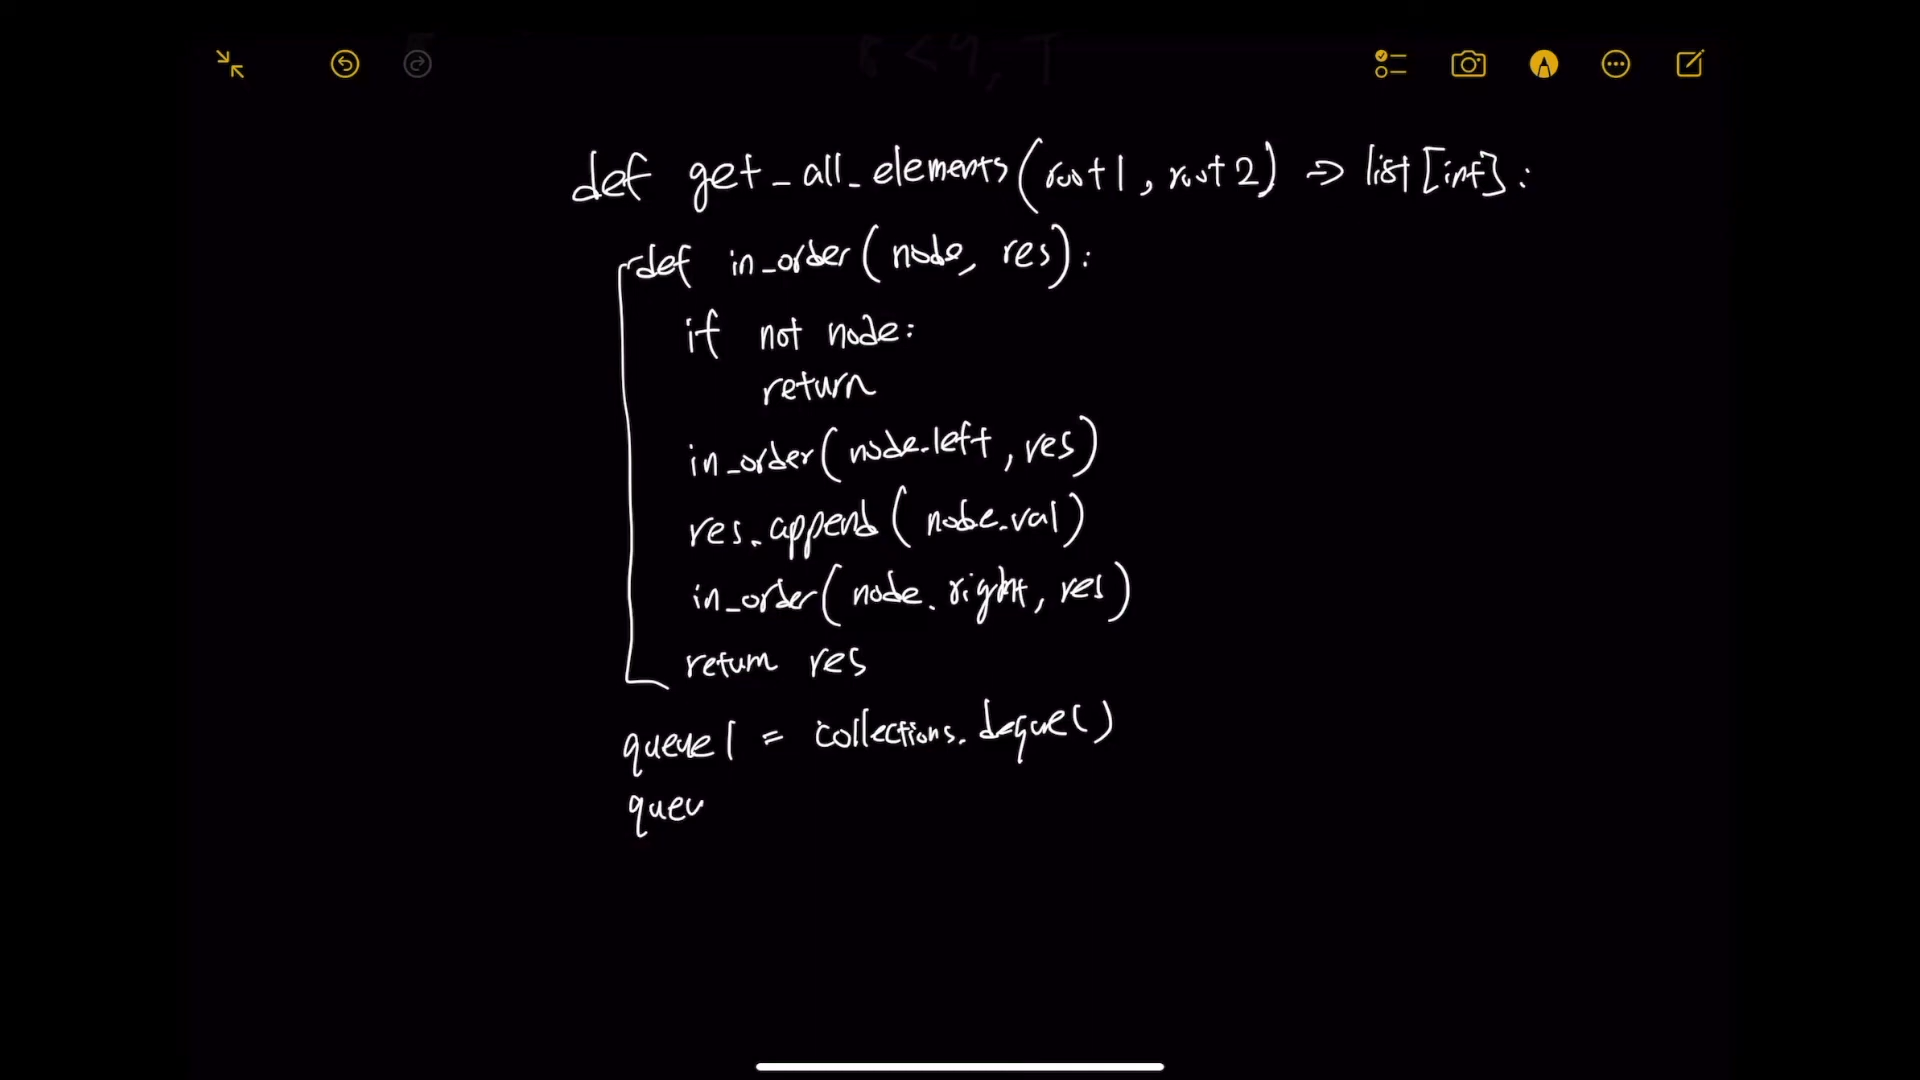 def get_all_elements(root1, root2) => list[int]:
def in_order(node, res):
if not node:
return
in_order(node.left, res)
res.append(node.val)
in_order(node.right, res)
return res
queue1 = collections.deque()
queu